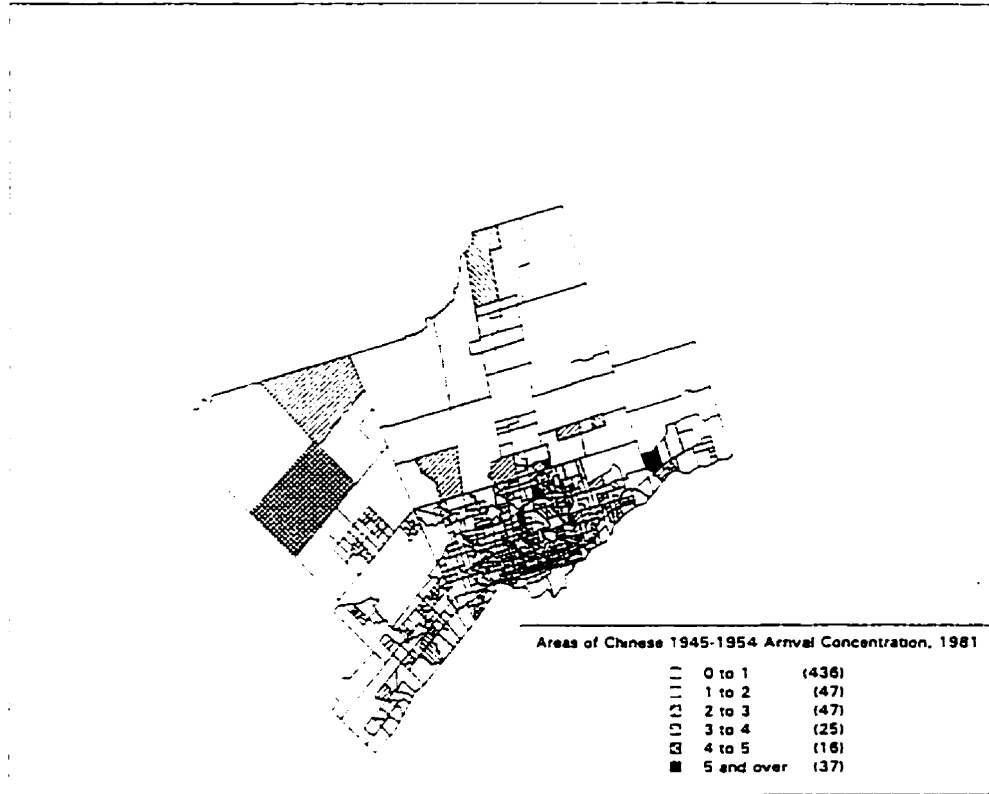 Areas of Chinese 1945-1954 Arrival Concentration, 1981
0 to 1 (436)
1 to 2 (47)
2 to 3 (47)
3 to 4 (25)
4 to 5 (16)
5 and over (37)